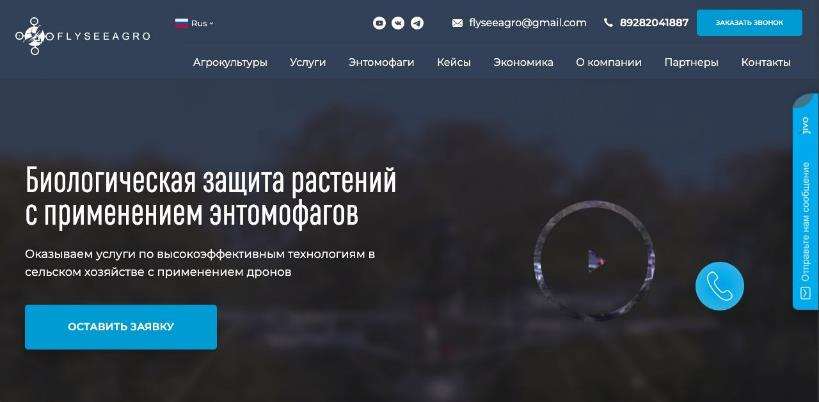 FLYSEEAGRO
Rus
flyseeagro@gmail.com
89282041887
ЗАКАЗАТЬ ЗВОНОК
Агрокультуры Услуги Энтомофаги Кейсы Экономика О компании Партнеры Контакты
Биологическая защита растений
с применением энтомофагов
Оказываем услуги по высокоэффективным технологиям в
сельском хозяйстве с применением дронов
ОСТАВИТЬ ЗАЯВКУ
Отправьте нам сообщение
jivo